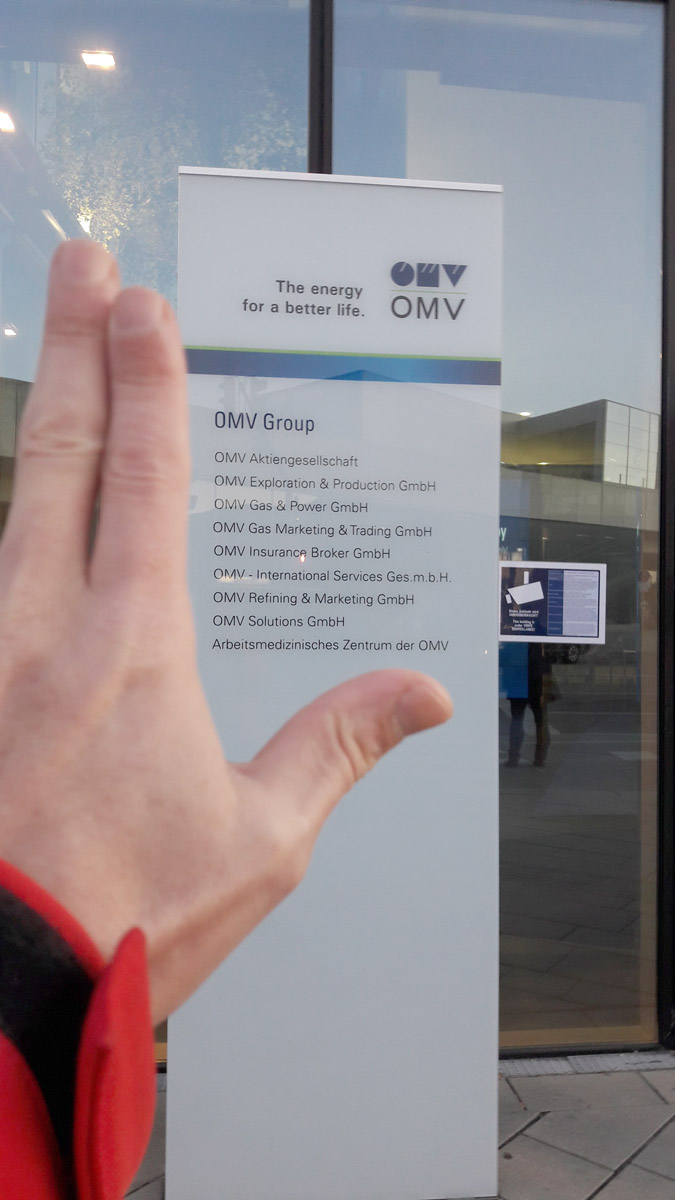 The energy
for a better life.
OMV
OMV
OMV Group
OMV Aktiengesellschaft
OMV Exploration & Production GmbH
OMV Gas & Power GmbH
OMV Gas Marketing & Trading GmbH
OMV Insurance Broker GmbH
OMV - International Services Ges.m.b.H.
OMV Refining & Marketing GmbH
OMV Solutions GmbH
Arbeitsmedizinisches Zentrum der OMV